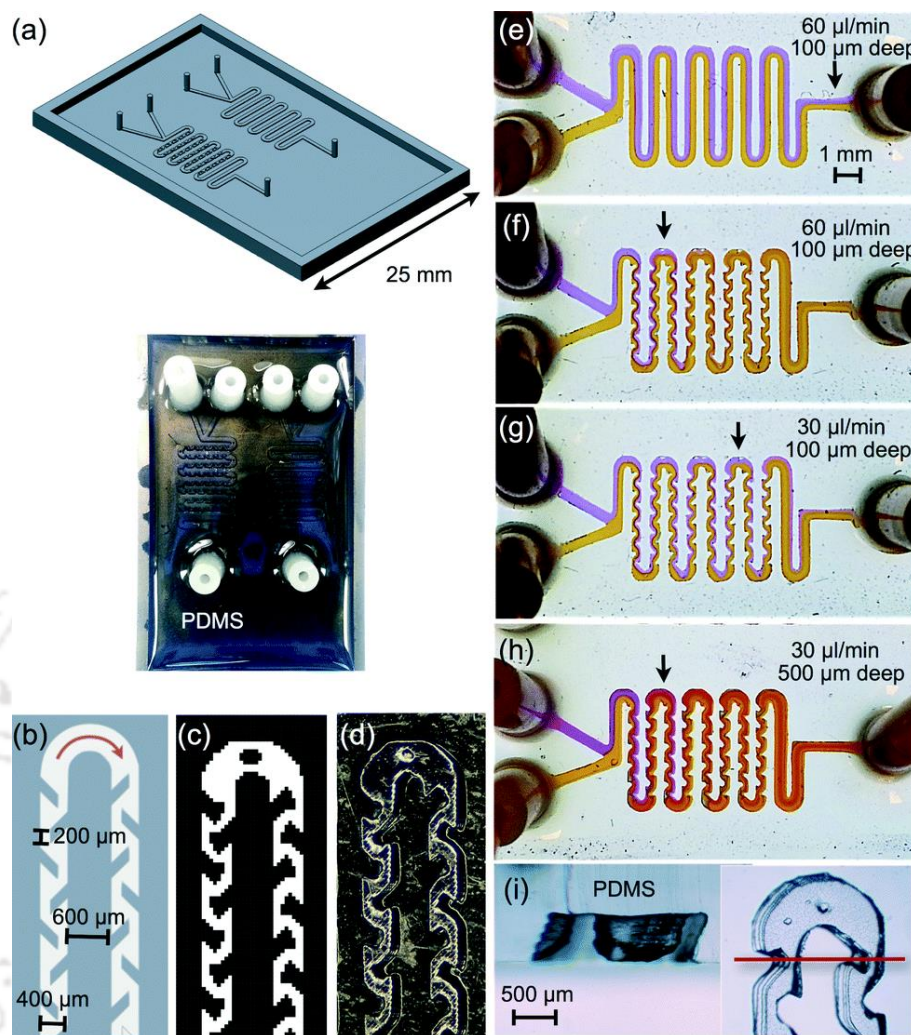 (a)
25 mm
PDMS
(b)
200 µm
600 µm
400 µm
(c)
(d)
(e)
60 µl/min
100 µm deep
1 mm
(f)
60 µl/min
100 µm deep
(g)
30 µl/min
100 µm deep
(h)
30 µl/min
500 µm deep
(i)
PDMS
500 µm